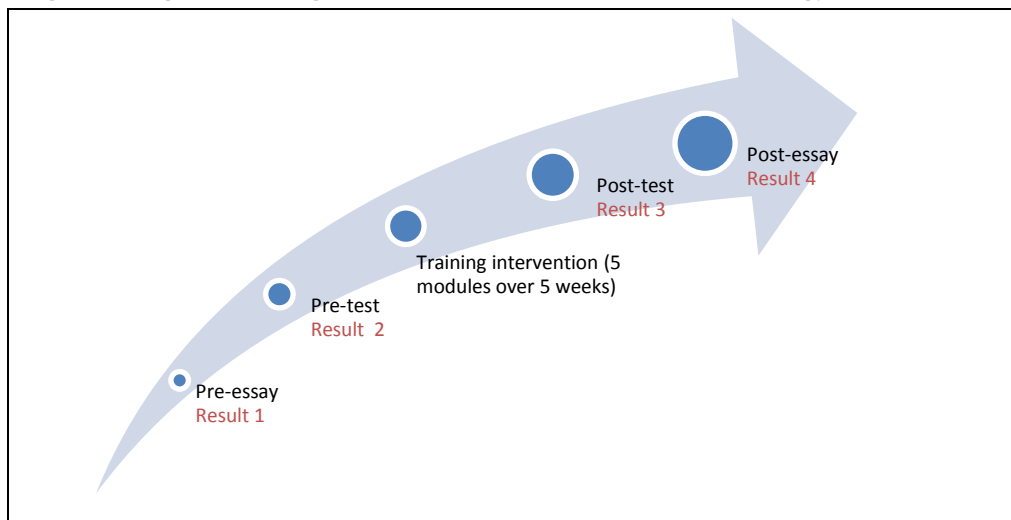 Pre-essay
Result 1
Pre-test
Result 2
Training intervention (5
modules over 5 weeks)
Post-test
Result 3
Post-essay
Result 4